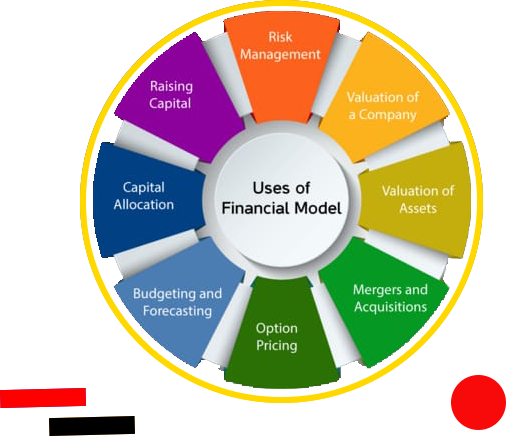 Risk
Management
Valuation of
a Company
Valuation of
Assets
Mergers and
Acquisitions
Option
Pricing
Budgeting and
Forecasting
Capital
Allocation
Raising
Capital
Uses of
Financial Model